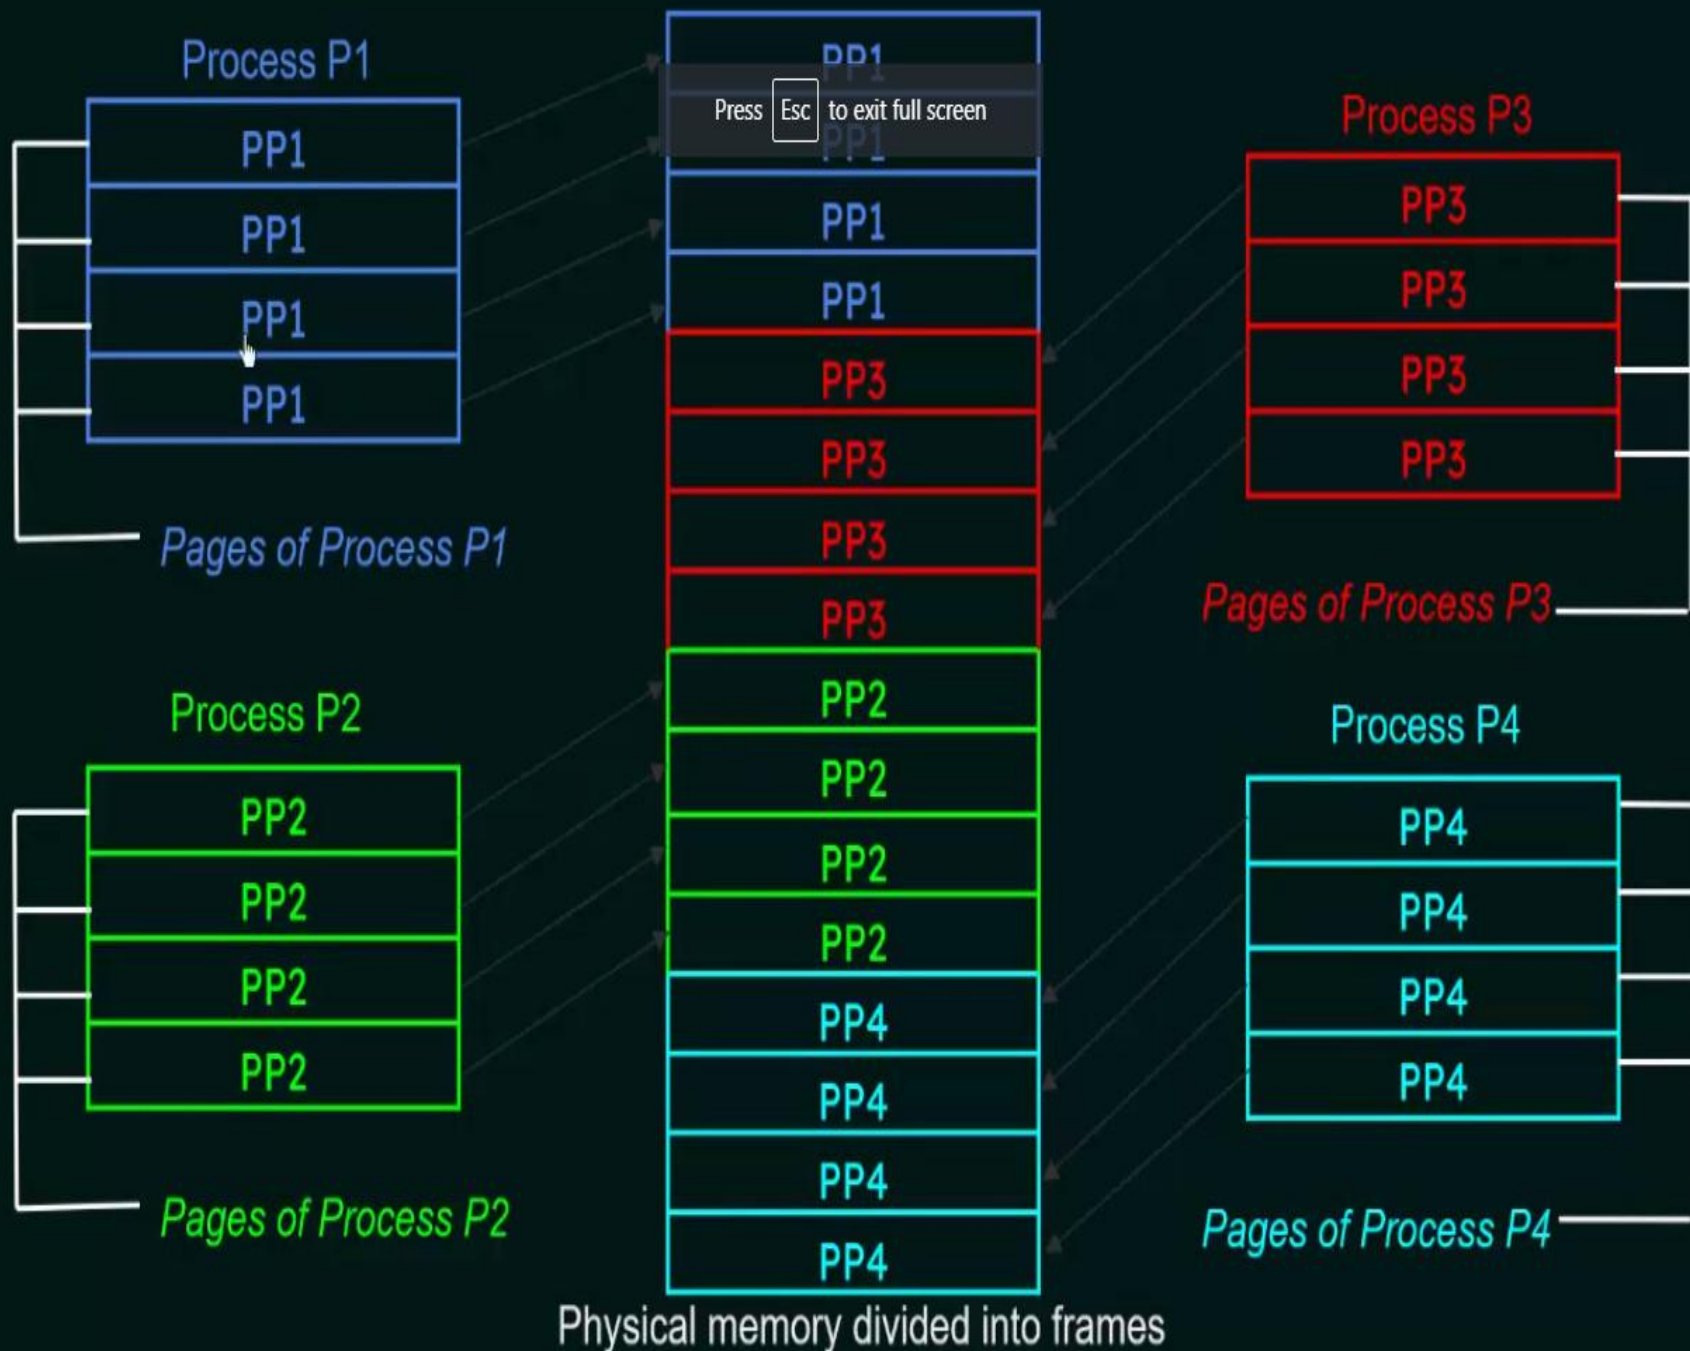 Process P1
PP1
PP1
PP1
PP1
Pages of Process P1
Process P2
PP2
PP2
PP2
PP2
Pages of Process P2
PP1
Press Esc to exit full screen
PP1
PP1
PP1
PP3
PP3
PP3
PP3
PP2
PP2
PP2
PP2
PP4
PP4
PP4
PP4
Physical memory divided into frames
Process P3
PP3
PP3
PP3
PP3
Pages of Process P3
Process P4
PP4
PP4
PP4
PP4
Pages of Process P4